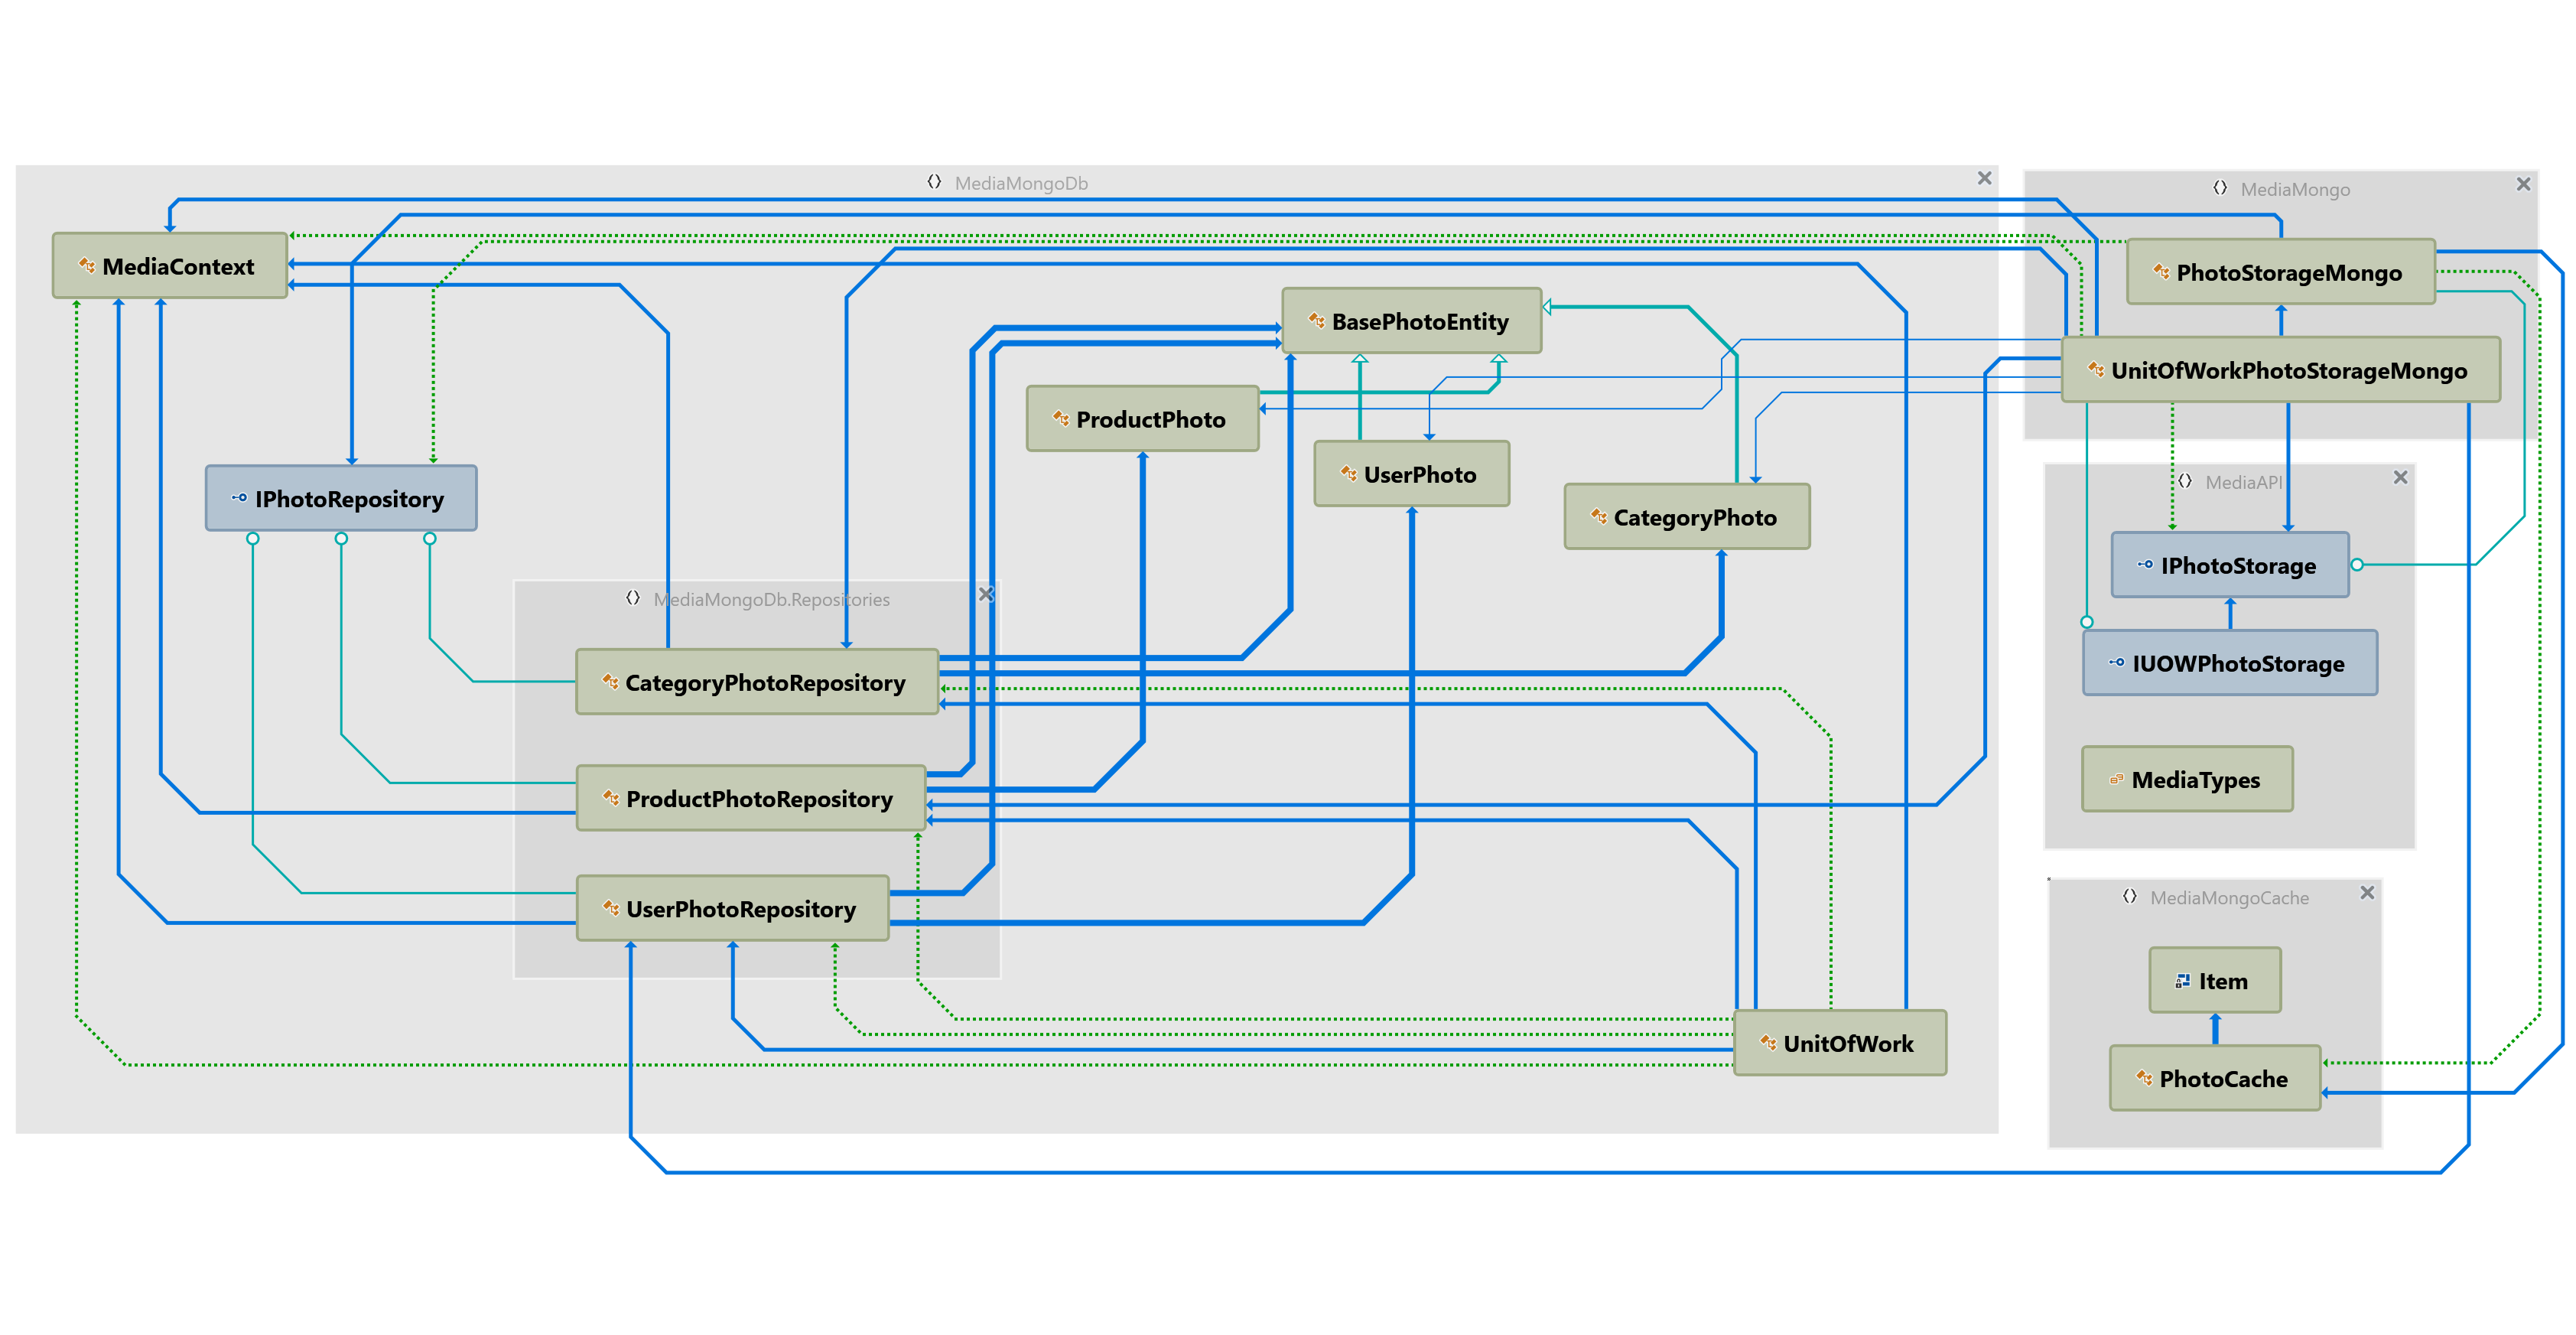 MediaMongoDb
MediaMongo
MediaContext
PhotoStorageMongo
BasePhotoEntity
UnitOfWorkPhotoStorageMongo
ProductPhoto
UserPhoto
IPhotoRepository
MediaAPI
CategoryPhoto
IPhotoStorage
MediaMongoDb.Repositories
IUOWPhotoStorage
CategoryPhotoRepository
MediaTypes
ProductPhotoRepository
MediaMongoCache
UserPhotoRepository
Item
UnitOfWork
PhotoCache